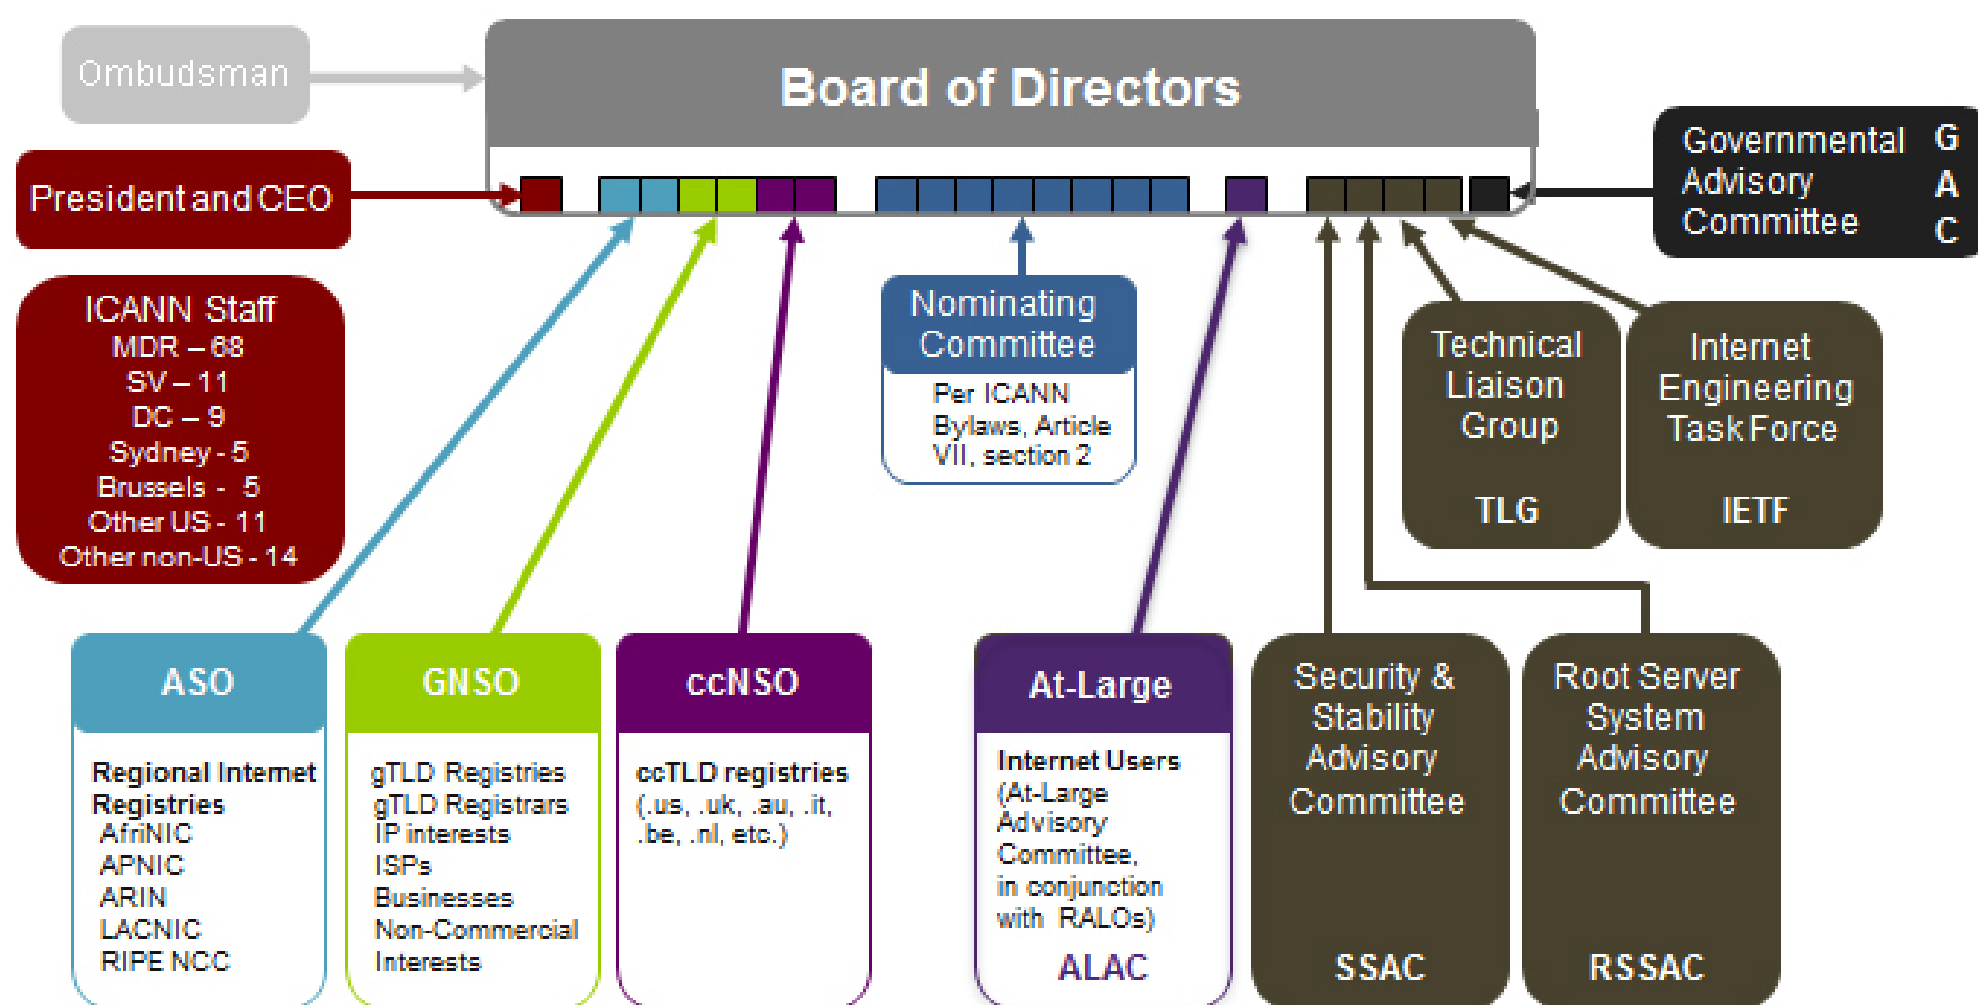 Ombudsman
Board of Directors
President and CEO
Governmental
Advisory
Committee
G
A
C
ICANN Staff
MDR – 68
SV – 11
DC – 9
Sydney - 5
Brussels - 5
Other US - 11
Other non-US - 14
Nominating
Committee
Per ICANN
Bylaws, Article
VII, section 2
Technical
Liaison
Group
TLG
Internet
Engineering
Task Force
IETF
ASO
Regional Internet
Registries
AfriNIC
APNIC
ARIN
LACNIC
RIPE NCC
GNSO
gTLD Registries
gTLD Registrars
IP interests
ISPs
Businesses
Non-Commercial
Interests
ccNSO
ccTLD registries
(.us, .uk, .au, .it,
.be, .nl, etc.)
At-Large
Internet Users
(At-Large
Advisory
Committee,
in conjunction
with RALOs)
ALAC
Security &
Stability
Advisory
Committee
SSAC
Root Server
System
Advisory
Committee
RSSAC